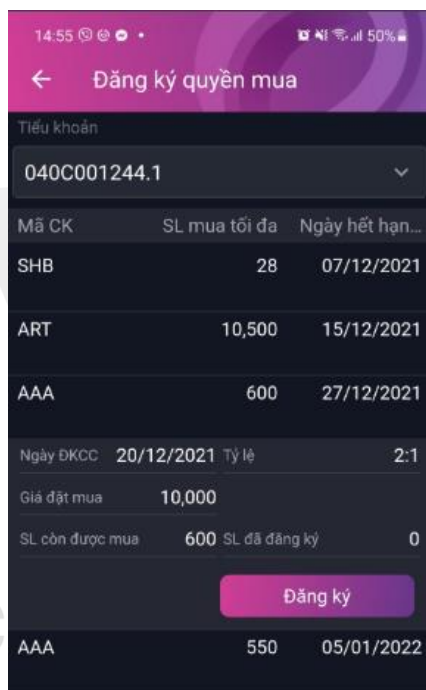 14:55 50%
Đăng ký quyền mua
Tiểu khoản
040C001244.1
Mã CK SL mua tối đa Ngày hết hạn...
SHB 28 07/12/2021
ART 10,500 15/12/2021
AAA 600 27/12/2021
Ngày ĐKCC 20/12/2021 Tỷ lệ 2:1
Giá đặt mua 10,000
SL còn được mua 600 SL đã đăng ký 0
Đăng ký
AAA 550 05/01/2022